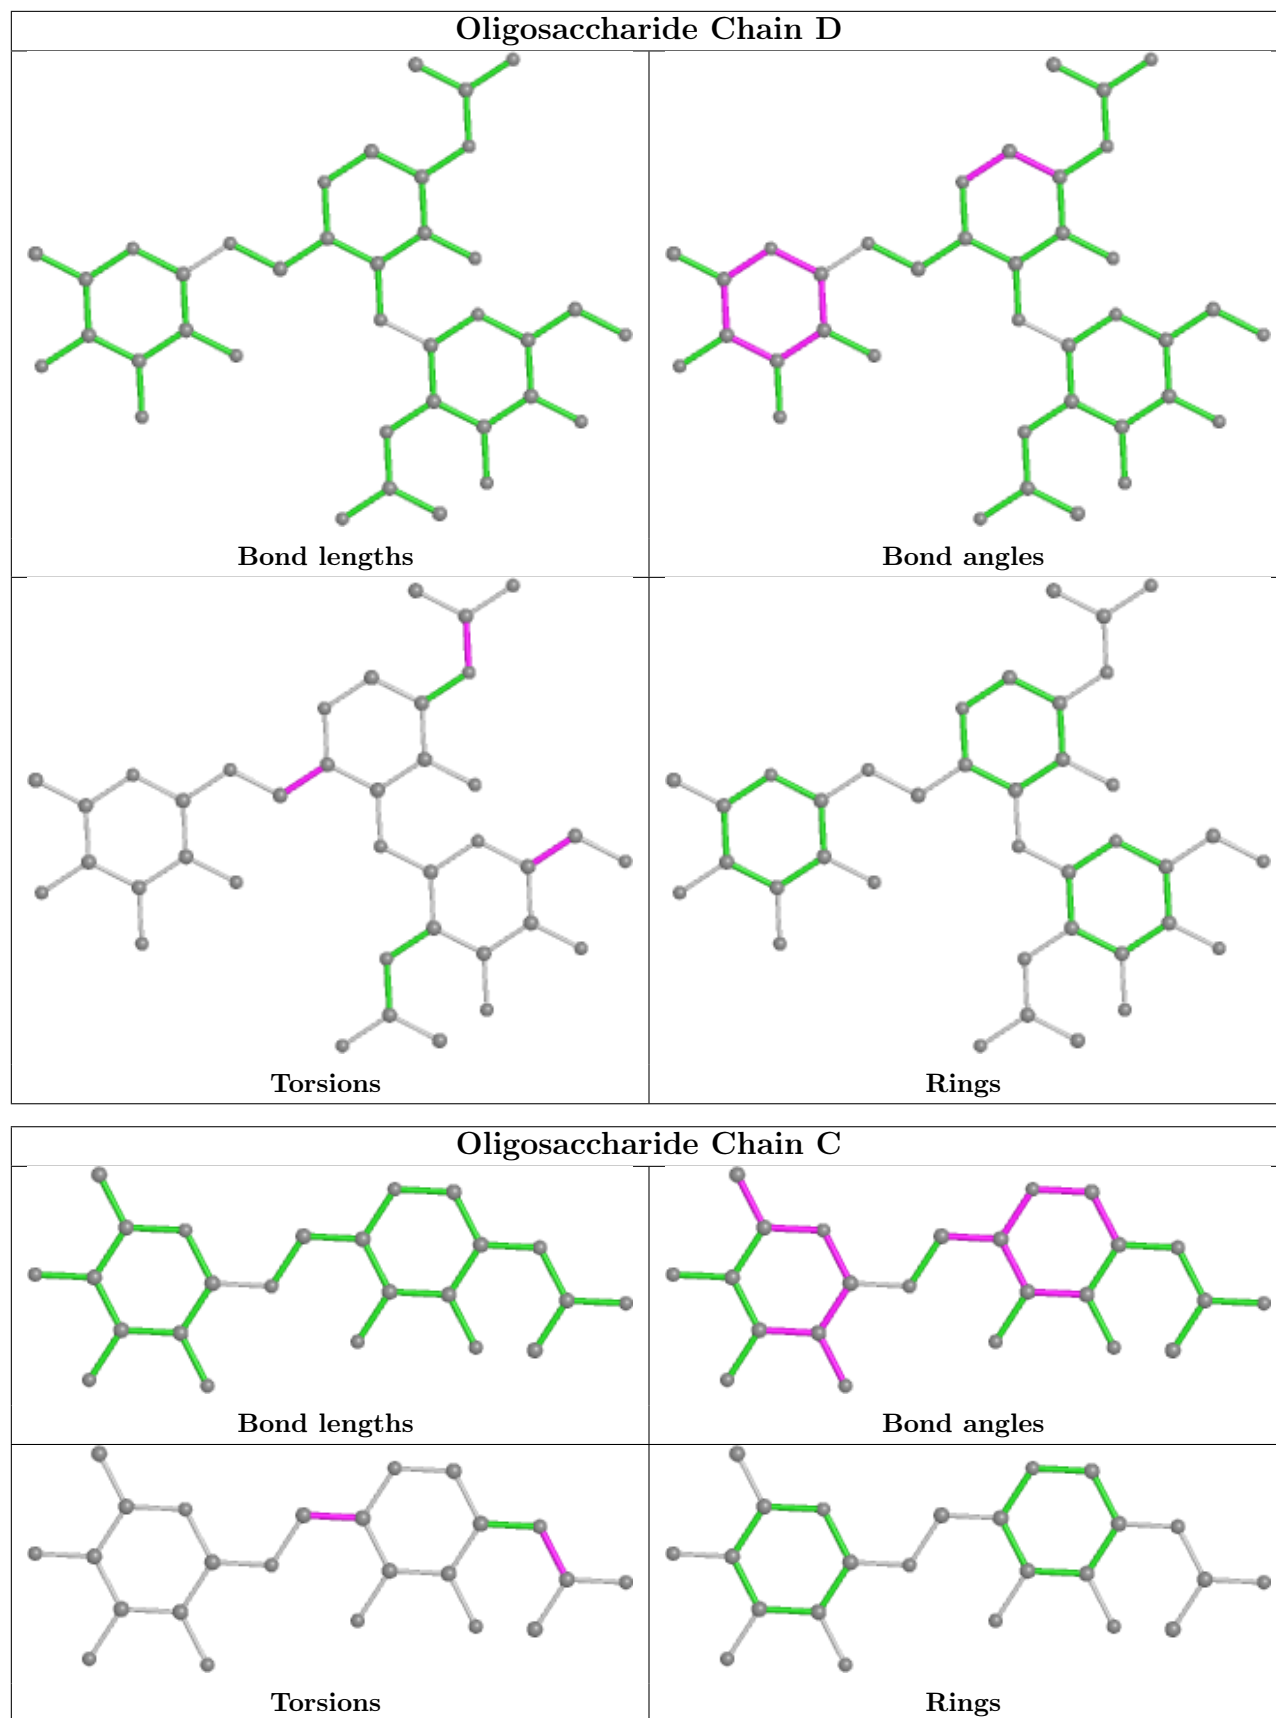 Oligosaccharide Chain D
Bond lengths
Bond angles
Torsions
Rings
Oligosaccharide Chain C
Bond lengths
Bond angles
Torsions
Rings